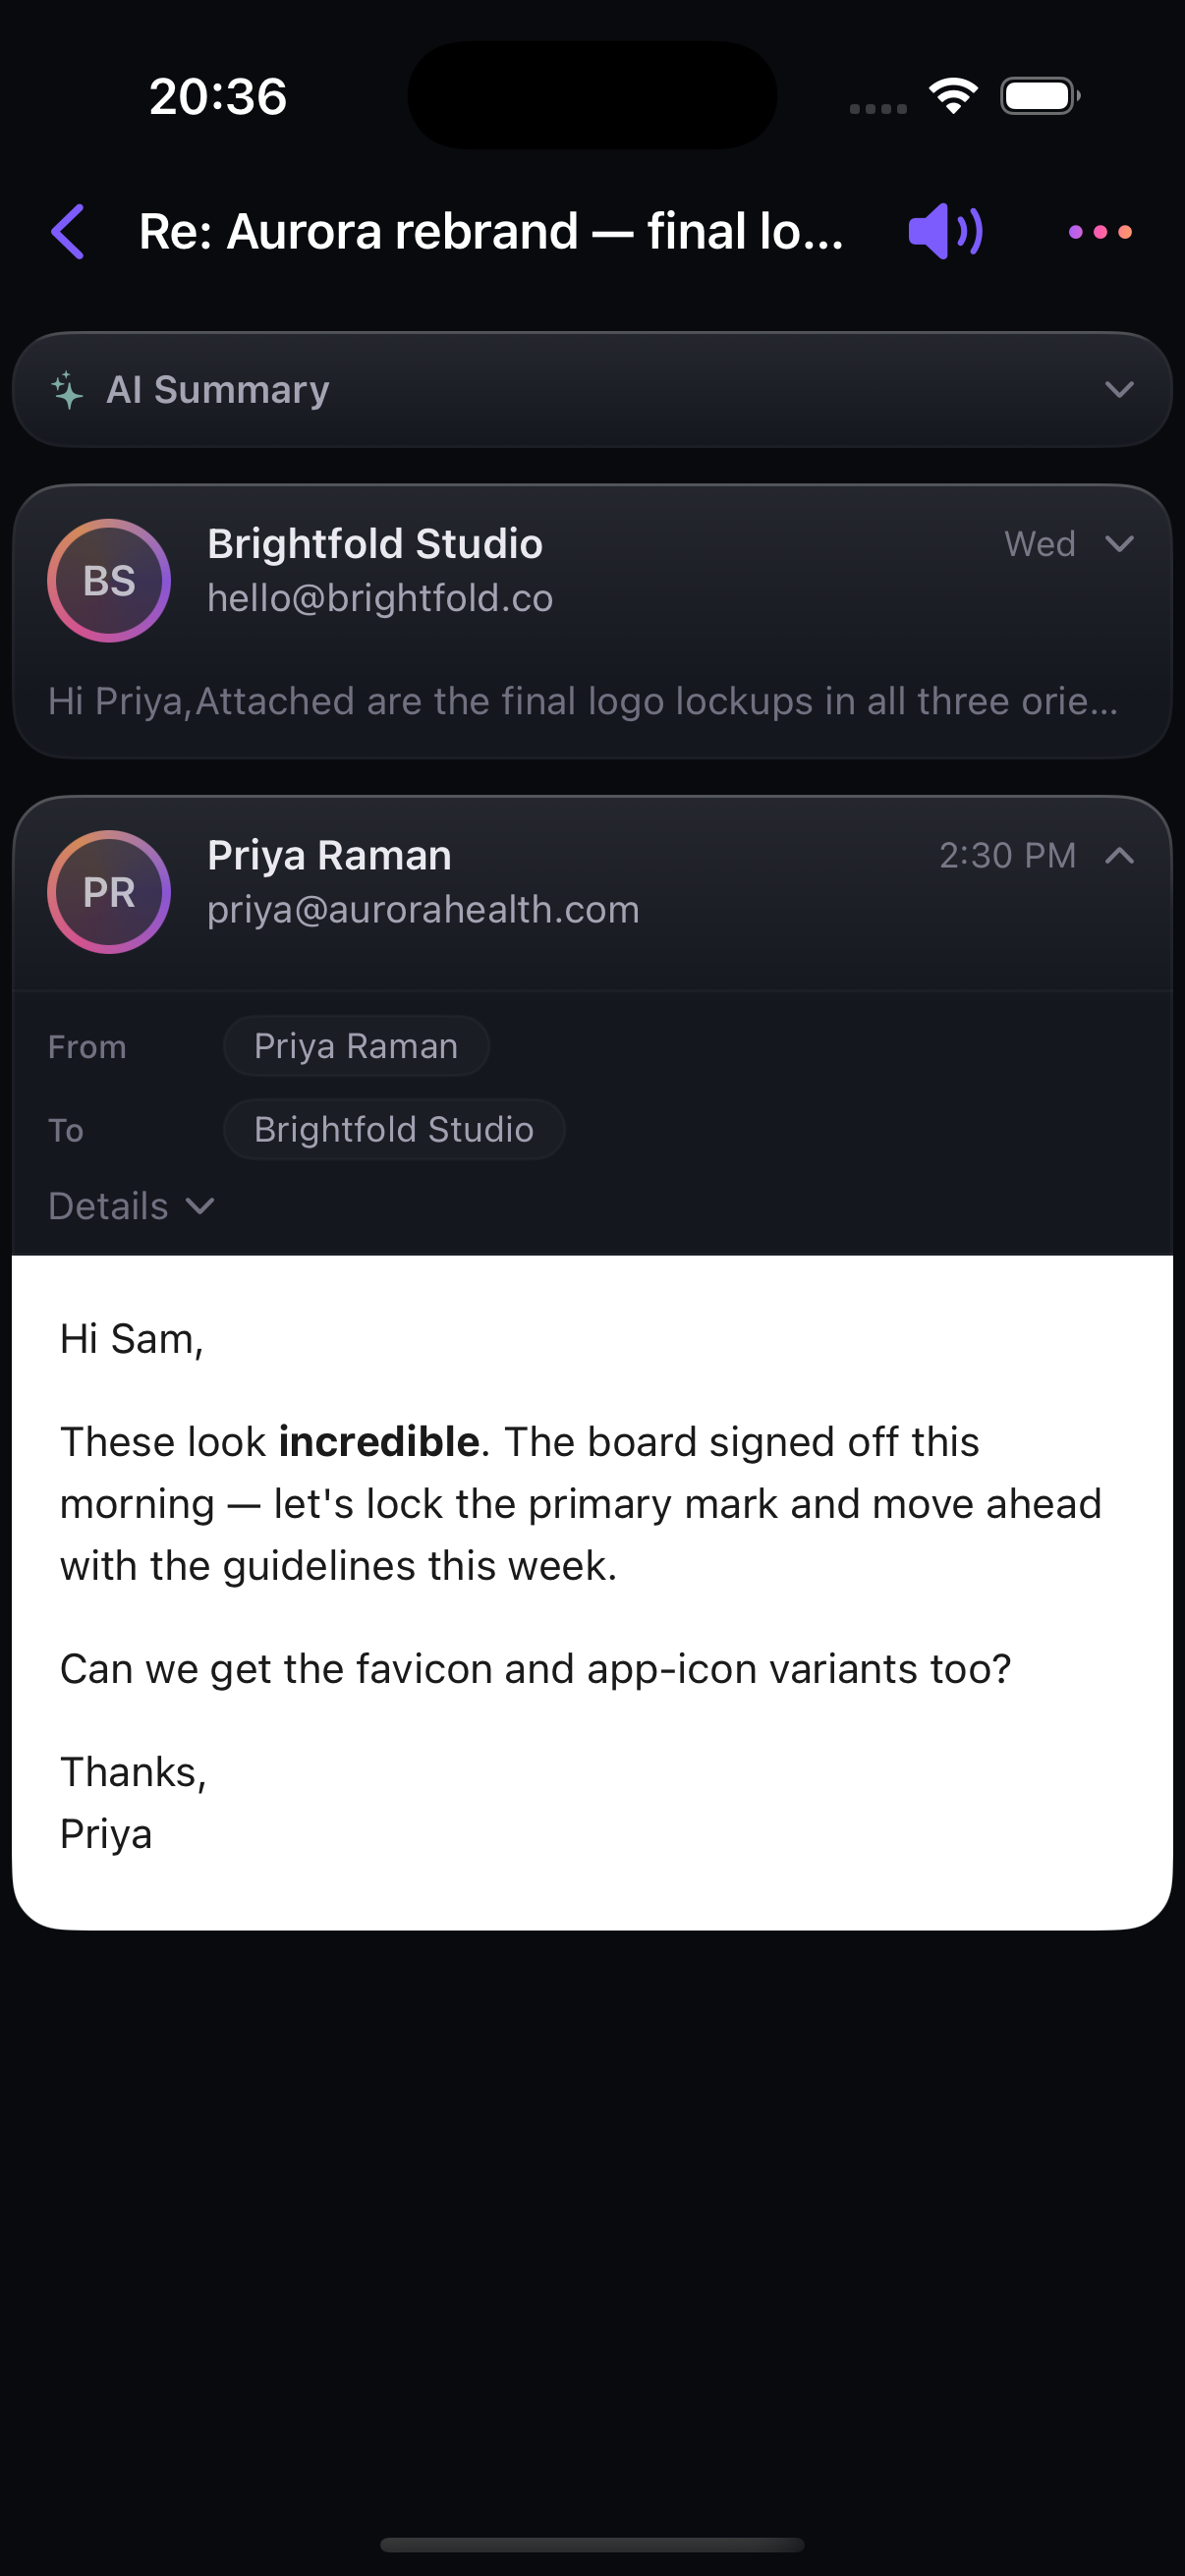 20:36
Re: Aurora rebrand — final lo...
AI Summary
BS
Brightfold Studio
Wed
hello@brightfold.co
Hi Priya,Attached are the final logo lockups in all three orie...
PR
Priya Raman
2:30 PM
priya@aurorahealth.com
From
Priya Raman
To
Brightfold Studio
Details
Hi Sam,
These look incredible. The board signed off this
morning — let's lock the primary mark and move ahead
with the guidelines this week.
Can we get the favicon and app-icon variants too?
Thanks,
Priya